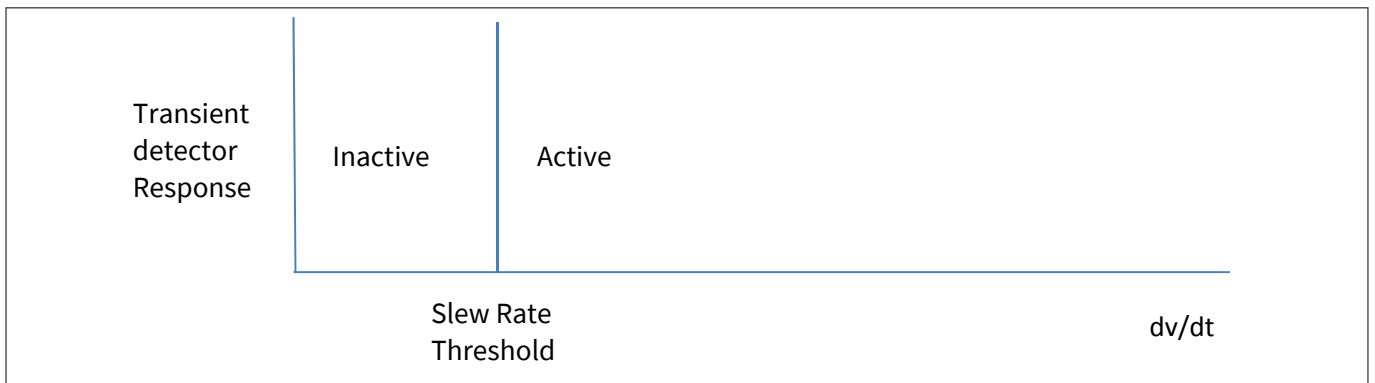 Transient
detector
Response
Inactive
Active
Slew Rate
Threshold
dv/dt